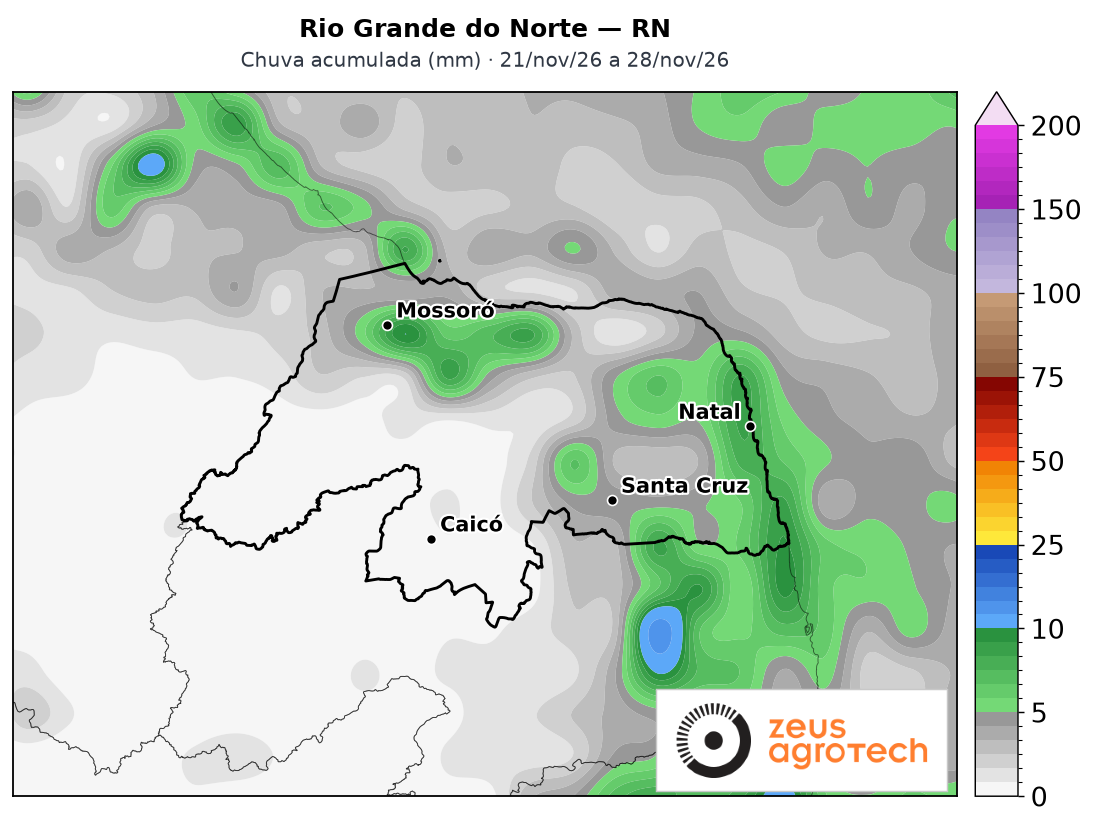 Rio Grande do Norte — RN
Chuva acumulada (mm) · 21/nov/26 a 28/nov/26
200
150
100
75
50
25
10
5
0
Mossoró
Natal
Santa Cruz
Caicó
zeus
agrotech